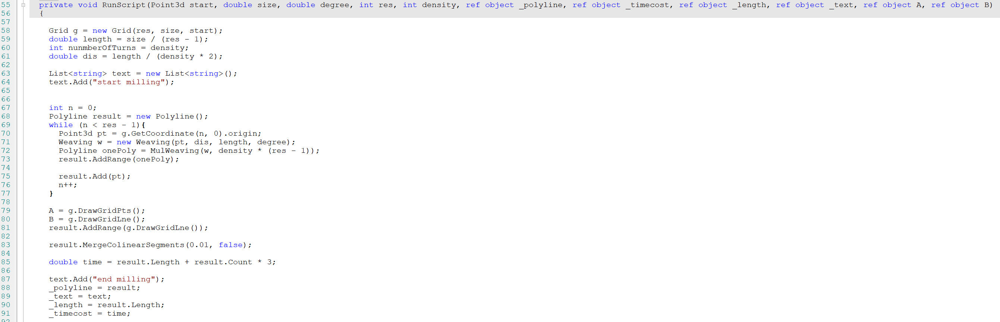 55 private void RunScript(Point3d start, double size, double degree, int res, int density, ref object _polyline, ref object _timecost, ref object _length, ref object _text, ref object A, ref object B)
56 {
57
58 Grid g = new Grid(res, size, start);
59 double length = size / (res - 1);
60 int nunmberOfTurns = density;
61 double dis = length / (density * 2);
62
63 List<string> text = new List<string>();
64 text.Add("start milling");
65
66
67 int n = 0;
68 Polyline result = new Polyline();
69 while (n < res - 1){
70 Point3d pt = g.GetCoordinate(n, 0).origin;
71 Weaving w = new Weaving(pt, dis, length, degree);
72 Polyline onePoly = MulWeaving(w, density * (res - 1));
73 result.AddRange(onePoly);
74
75 result.Add(pt);
76 n++;
77 }
78
79 A = g.DrawGridPts();
80 B = g.DrawGridLne();
81 result.AddRange(g.DrawGridLne());
82
83 result.MergeColinearSegments(0.01, false);
84
85 double time = result.Length + result.Count * 3;
86
87 text.Add("end milling");
88 _polyline = result;
89 _text = text;
90 _length = result.Length;
91 _timecost = time;
92